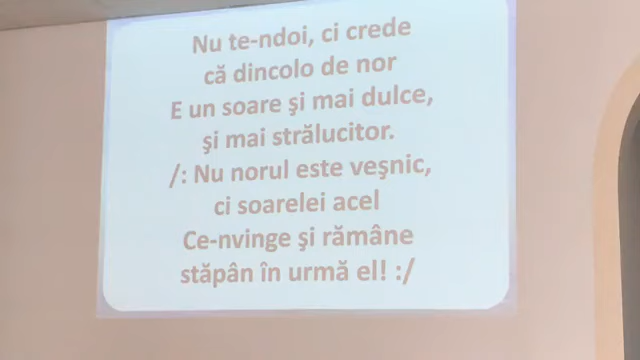 Nu te-ndoi, ci crede
că dincolo de nor
E un soare şi mai dulce,
şi mai strălucitor.
/: Nu norul este veşnic,
ci soarelei acel
Ce-nvinge şi rămâne
stăpân în urmă el! :/